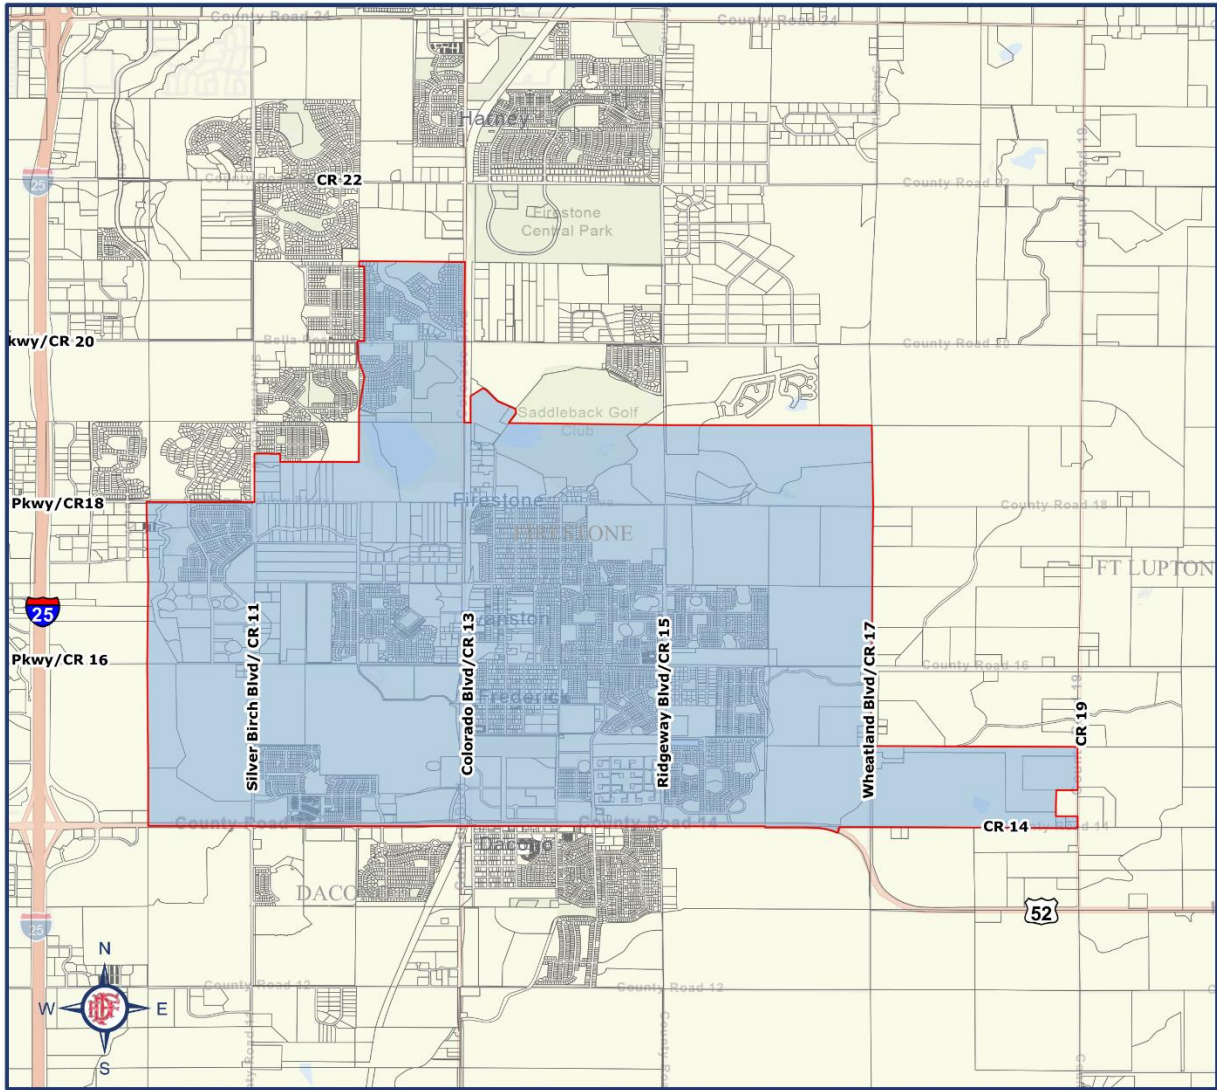 County Road 24
County Road 24
Harney
25
County Ro
CR 22
County Road 22
County Road 19
Firestone
Central Park
kwy/CR 20
Bella Ros
County Road 20
Saddleback Golf
Club
Pkwy/CR18
Firestone
County Road 18
FIRESTONE
FT LUPTON
25
Silver Birch Blvd/ CR 11
Colorado Blvd/CR 13
Ridgeway Blvd/CR 15
Wheatland Blvd/CR 17
Pkwy/CR 16
County Road 16
Frederick
CR 19
County Road 14
CR 14
Dacono
DACO
52
25
N
W
E
S
County Road 12
County Road 12